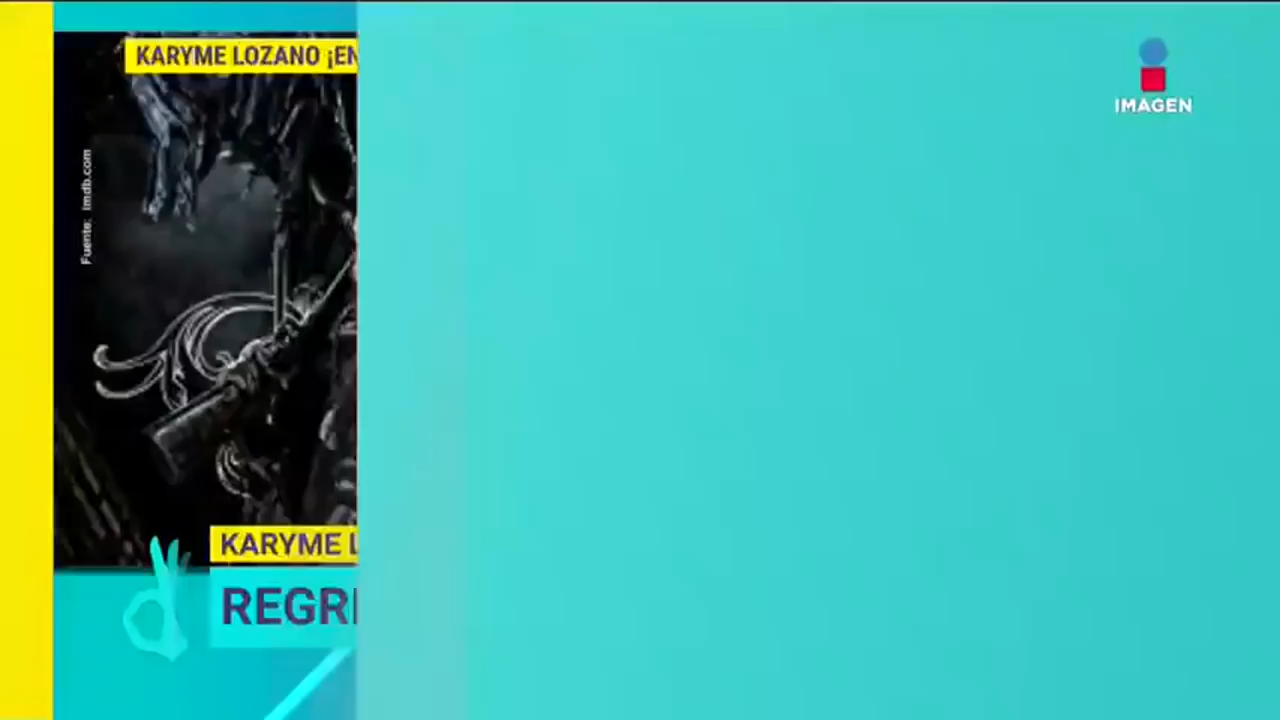 KARYME LOZANO ¡EN
IMAGEN
Fuente: imdb.com
KARYME L
REGR